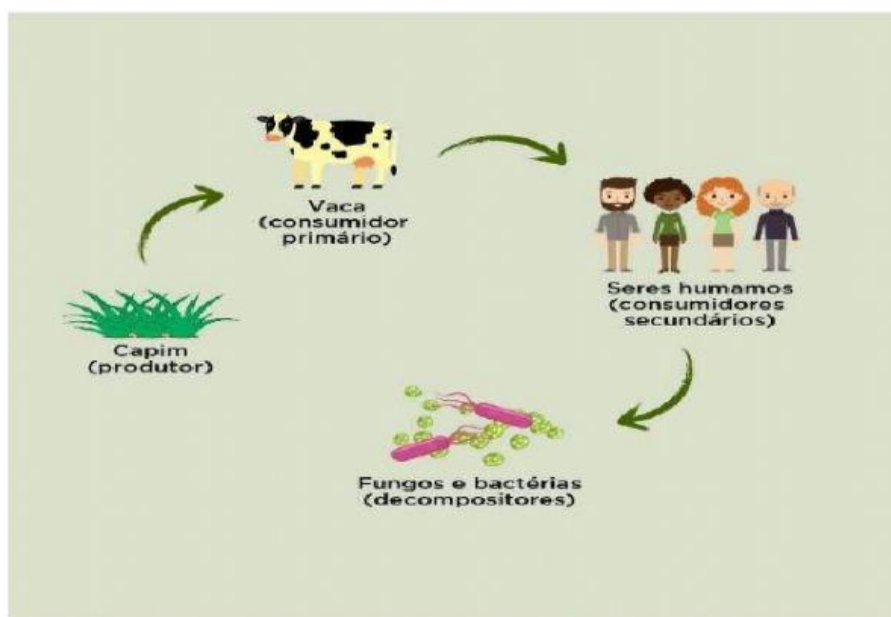 Vaca
(consumidor
primário)
Seres humamos
(consumidores
secundários)
Capim
(produtor)
Fungos e bactérias
(decompositores)